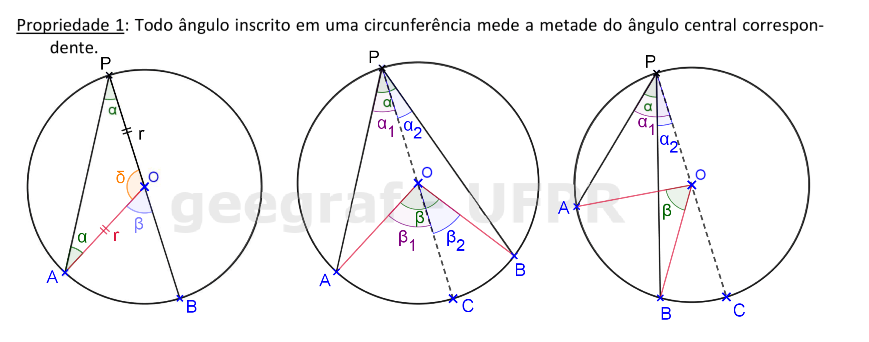 Propriedade 1: Todo ângulo inscrito em uma circunferência mede a metade do ângulo central correspon-
dente.
P
α
r
δ
O
β
α
r
A
B
P
α
α1 α2
O
β
β1 β2
A
B
C
P
α
α1
α2
O
A
β
B
C
geegrafe UFPR